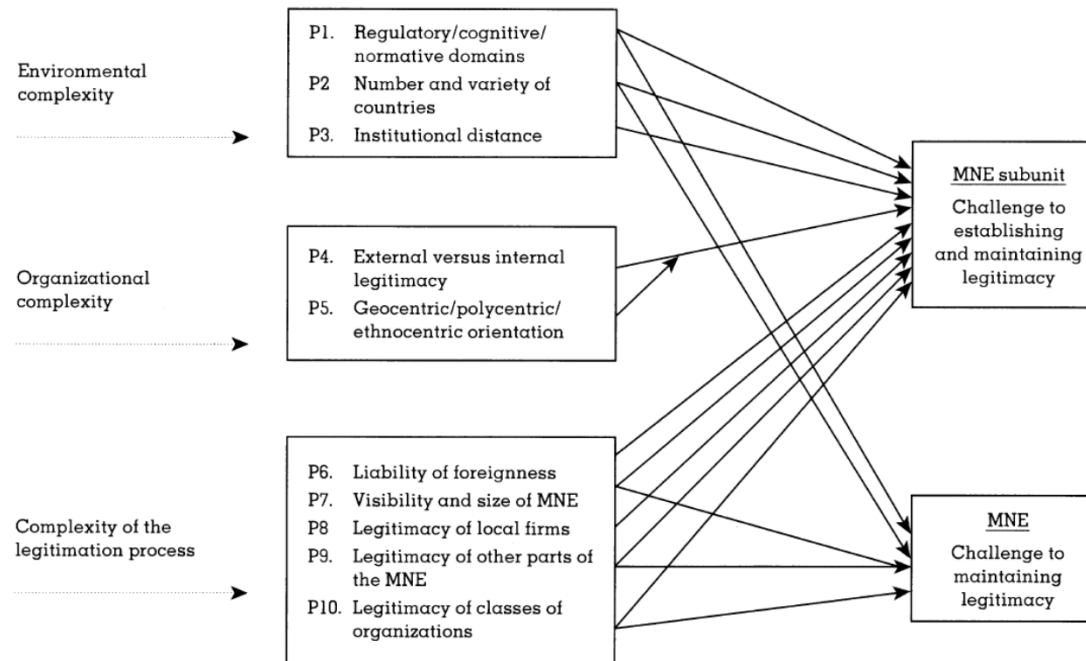 Environmental
complexity
P1. Regulatory/cognitive/
normative domains
P2 Number and variety of
countries
P3. Institutional distance
Organizational
complexity
P4. External versus internal
legitimacy
P5. Geocentric/polycentric/
ethnocentric orientation
Complexity of the
legitimation process
P6. Liability of foreignness
P7. Visibility and size of MNE
P8 Legitimacy of local firms
P9. Legitimacy of other parts of
the MNE
P10. Legitimacy of classes of
organizations
MNE subunit
Challenge to
establishing
and maintaining
legitimacy
MNE
Challenge to
maintaining
legitimacy